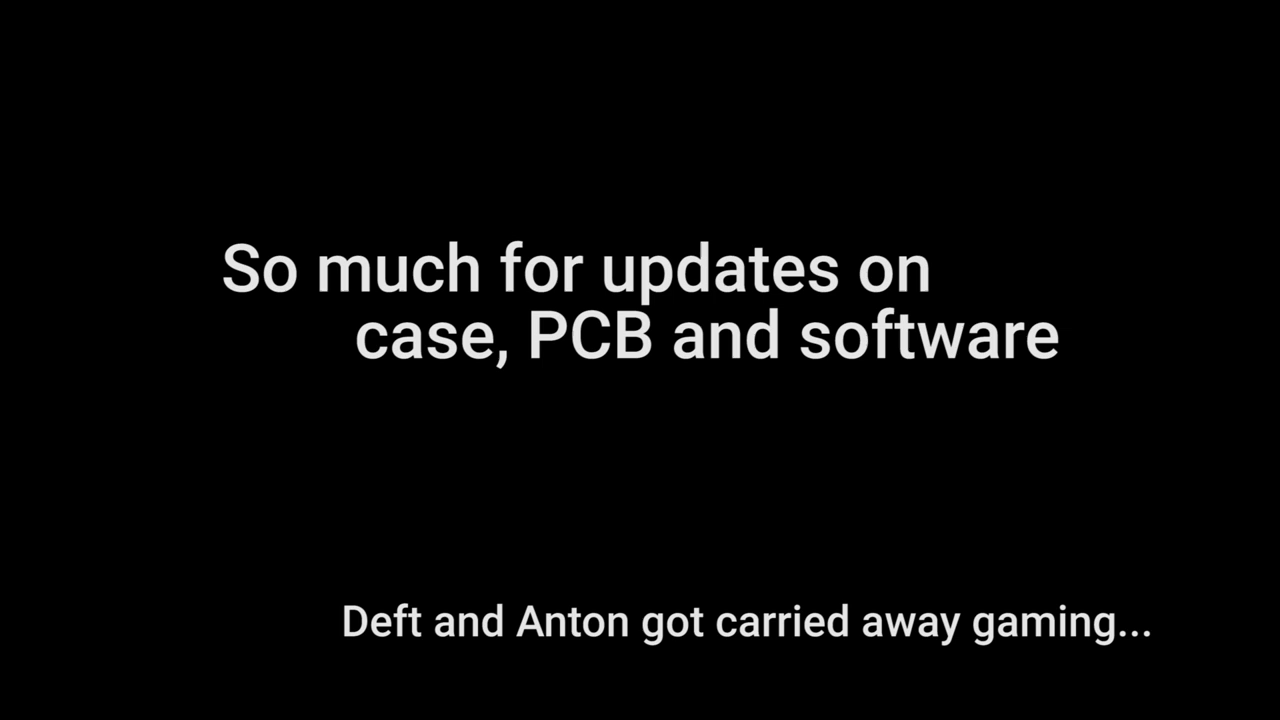 So much for updates on
case, PCB and software
Deft and Anton got carried away gaming...